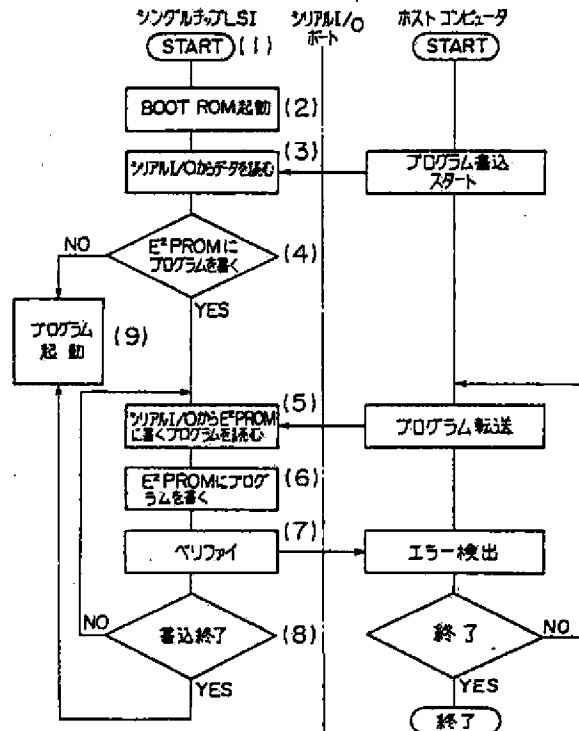 シングルチップLSI
シリアルI/O
ポート
ホストコンピュータ
START
(1)
START
BOOT ROM起動
(2)
シリアルI/Oからデータを読む
(3)
プログラム書込
スタート
E²PROMに
プログラムを書く
(4)
NO
YES
プログラム
起動
(9)
シリアルI/OからE²PROM
に書くプログラムを読む
(5)
プログラム転送
E²PROMにプログ
ラムを書く
(6)
ベリファイ
(7)
エラー検出
NO
書込終了
(8)
終了
NO
YES
YES
終了